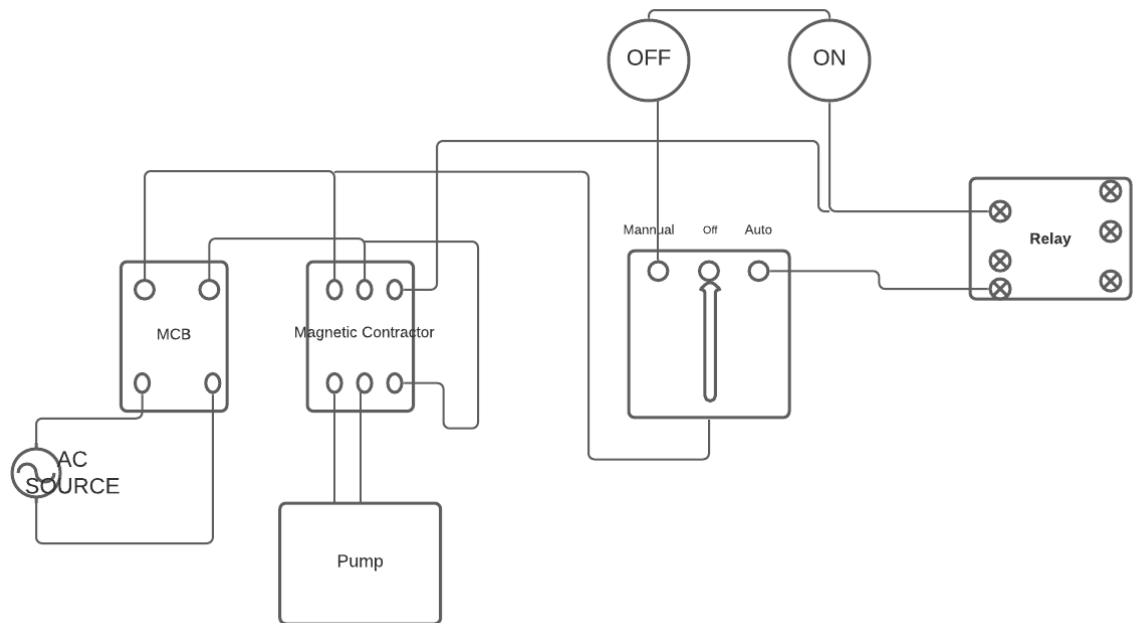 OFF
ON
Mannual
Off
Auto
Relay
MCB
Magnetic Contractor
AC
SOURCE
Pump